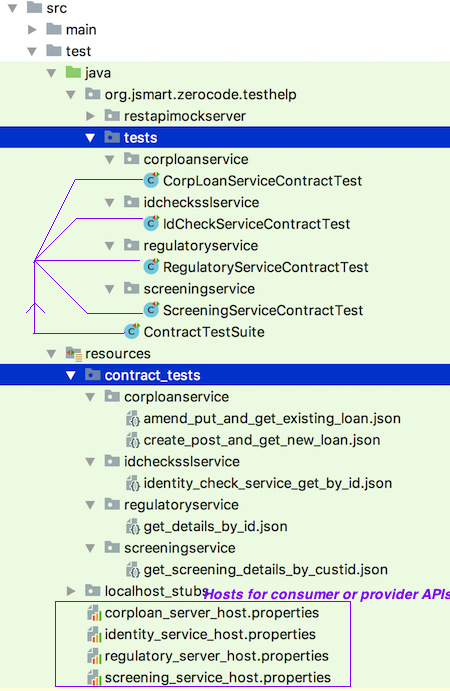 src
main
test
java
org.jsmart.zerocode.testhelp
restapimockserver
tests
corploanservice
CorpLoanServiceContractTest
idchecksslservice
IdCheckServiceContractTest
regulatoryservice
RegulatoryServiceContractTest
screeningservice
ScreeningServiceContractTest
ContractTestSuite
resources
contract_tests
corploanservice
amend_put_and_get_existing_loan.json
create_post_and_get_new_loan.json
idchecksslservice
identity_check_service_get_by_id.json
regulatoryservice
get_details_by_id.json
screeningservice
get_screening_details_by_custid.json
localhost_stubs
Hosts for consumer or provider APIs
corploan_server_host.properties
identity_service_host.properties
regulatory_server_host.properties
screening_service_host.properties